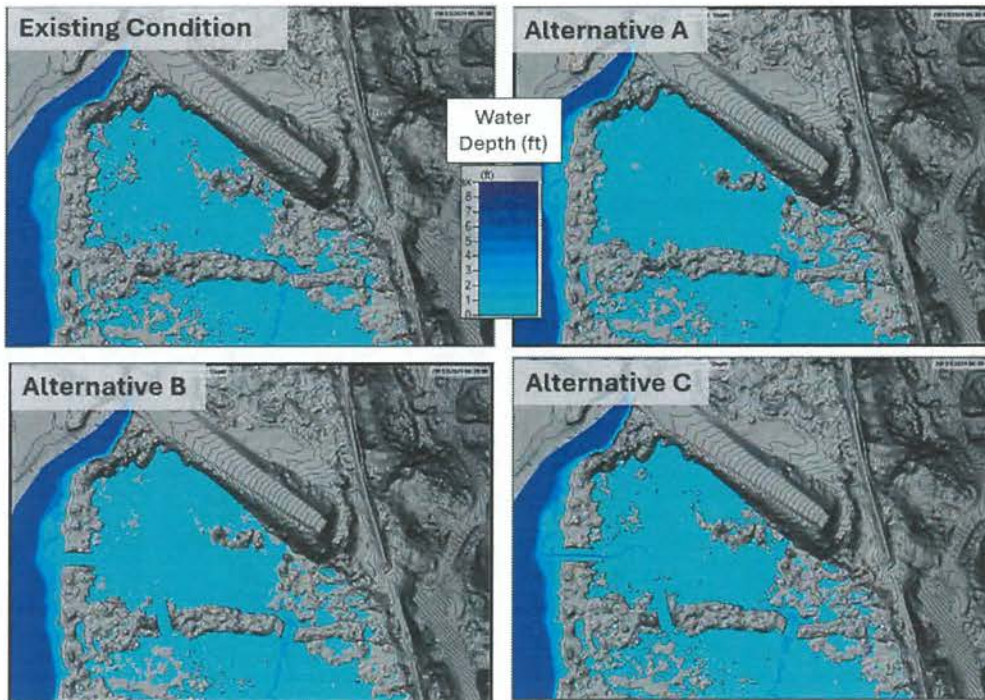 Existing Condition
Alternative A
Water
Depth (ft)
(ft)
8
7
6
5
4
3
2
1
0
Alternative B
Alternative C